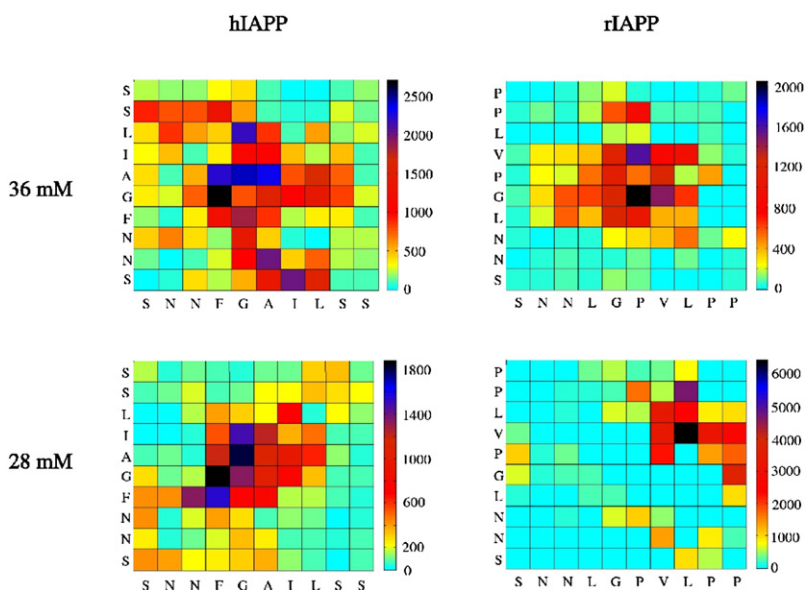 hIAPP
rIAPP
36 mM
S
S
L
I
A
G
F
N
N
S
S N N F G A I L S S
2500
2000
1500
1000
500
0
P
P
L
V
P
G
L
N
N
S
S N N L G P V L P P
2000
1600
1200
800
400
0
28 mM
S
S
L
I
A
G
F
N
N
S
S N N F G A I L S S
1800
1400
1000
600
200
0
P
P
L
V
P
G
L
N
N
S
S N N L G P V L P P
6000
5000
4000
3000
2000
1000
0